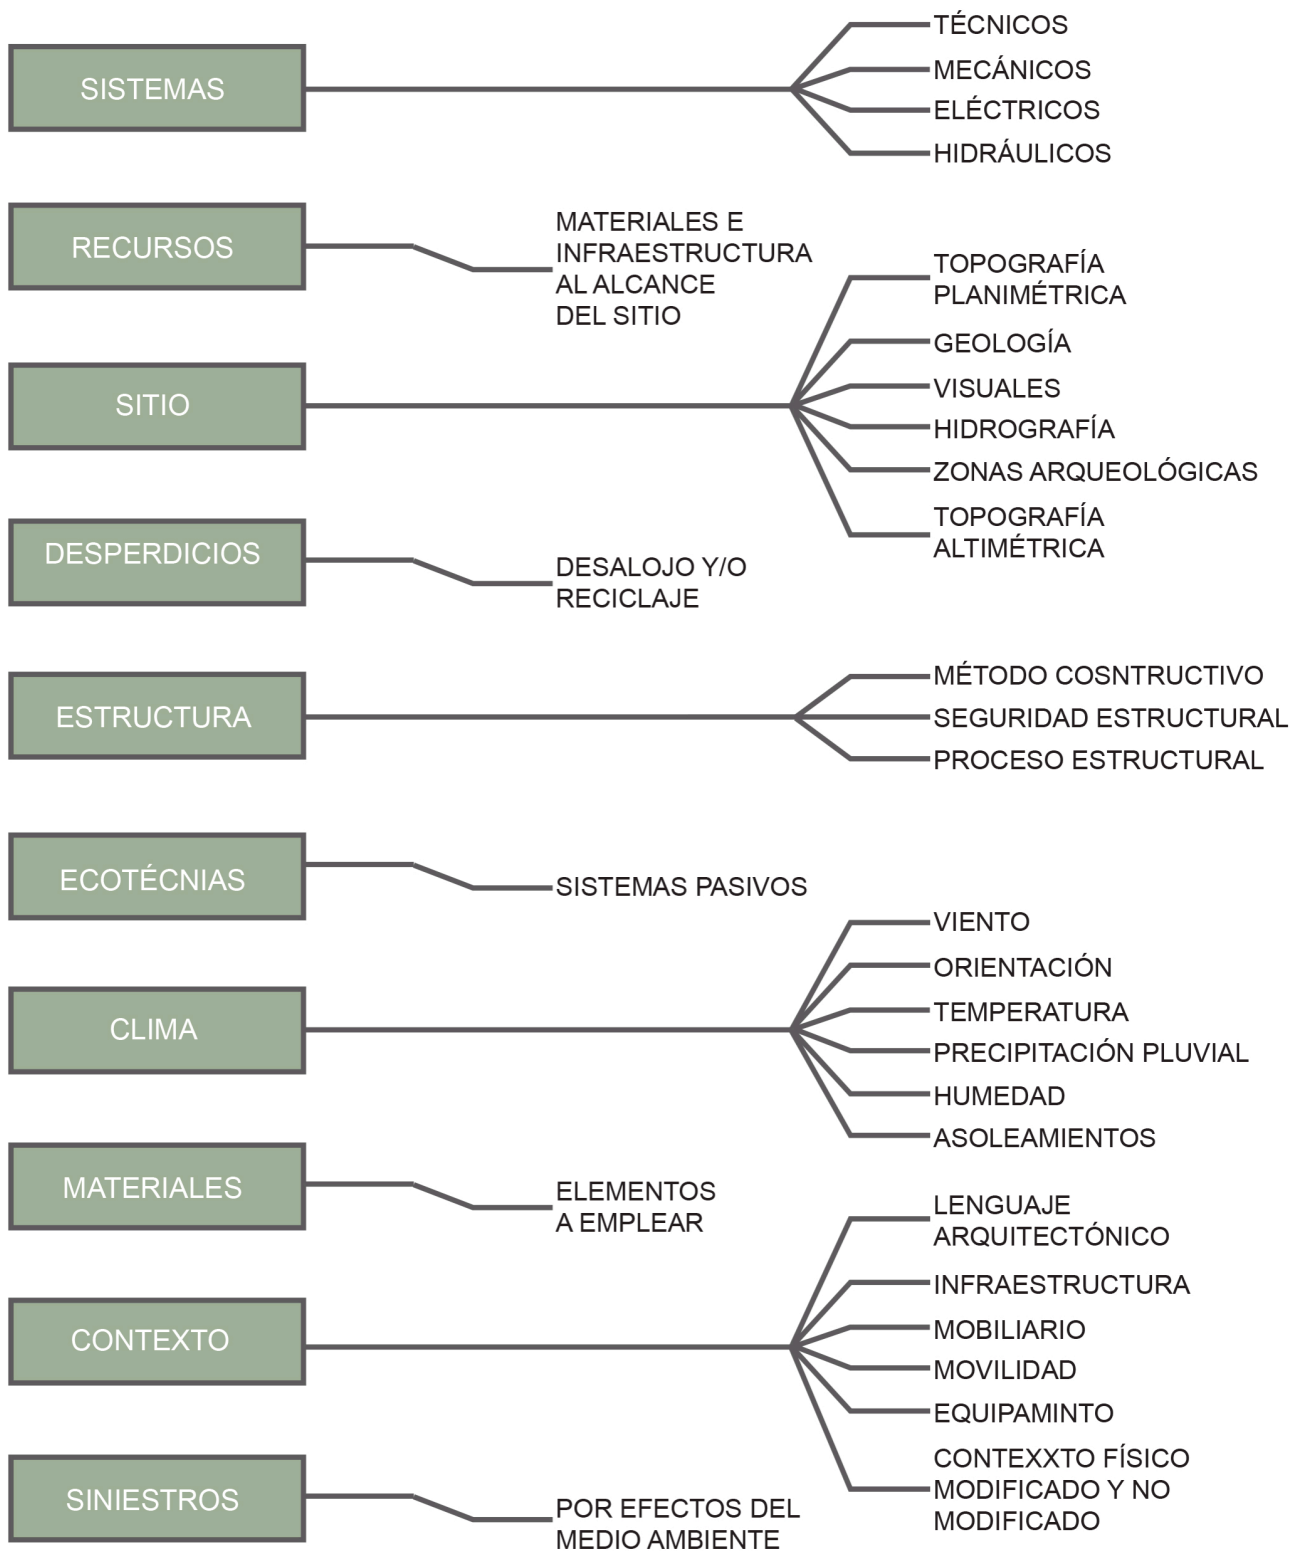 SISTEMAS
TÉCNICOS
MECÁNICOS
ELÉCTRICOS
HIDRÁULICOS
RECURSOS
MATERIALES E
INFRAESTRUCTURA
AL ALCANCE
DEL SITIO
SITIO
TOPOGRAFÍA
PLANIMÉTRICA
GEOLOGÍA
VISUALES
HIDROGRAFÍA
ZONAS ARQUEOLÓGICAS
TOPOGRAFÍA
ALTIMÉTRICA
DESPERDICIOS
DESALOJO Y/O
RECICLAJE
ESTRUCTURA
MÉTODO COSNTRUCTIVO
SEGURIDAD ESTRUCTURAL
PROCESO ESTRUCTURAL
ECOTÉCNIAS
SISTEMAS PASIVOS
CLIMA
VIENTO
ORIENTACIÓN
TEMPERATURA
PRECIPITACIÓN PLUVIAL
HUMEDAD
ASOLEAMIENTOS
MATERIALES
ELEMENTOS
A EMPLEAR
CONTEXTO
LENGUAJE
ARQUITECTÓNICO
INFRAESTRUCTURA
MOBILIARIO
MOVILIDAD
EQUIPAMINTO
CONTEXXTO FÍSICO
MODIFICADO Y NO
MODIFICADO
SINIESTROS
POR EFECTOS DEL
MEDIO AMBIENTE